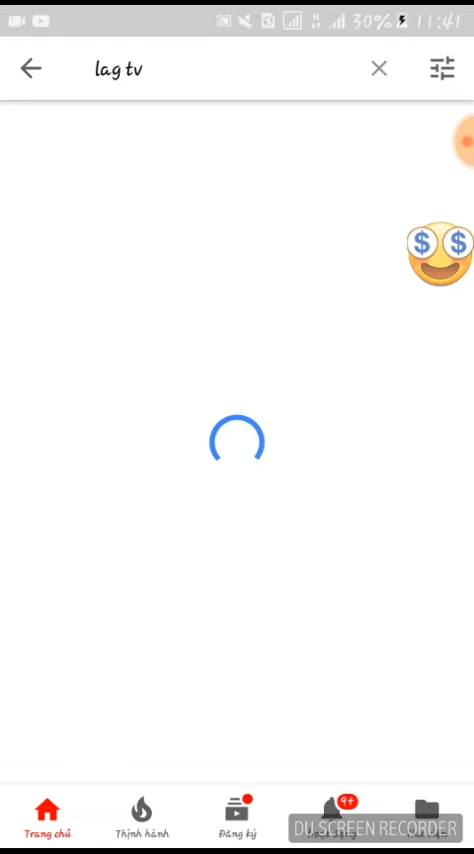 30% 11:41
lag tv
$ $
9+
Trang chủ Thịnh hành Đăng ký
DU SCREEN RECORDER